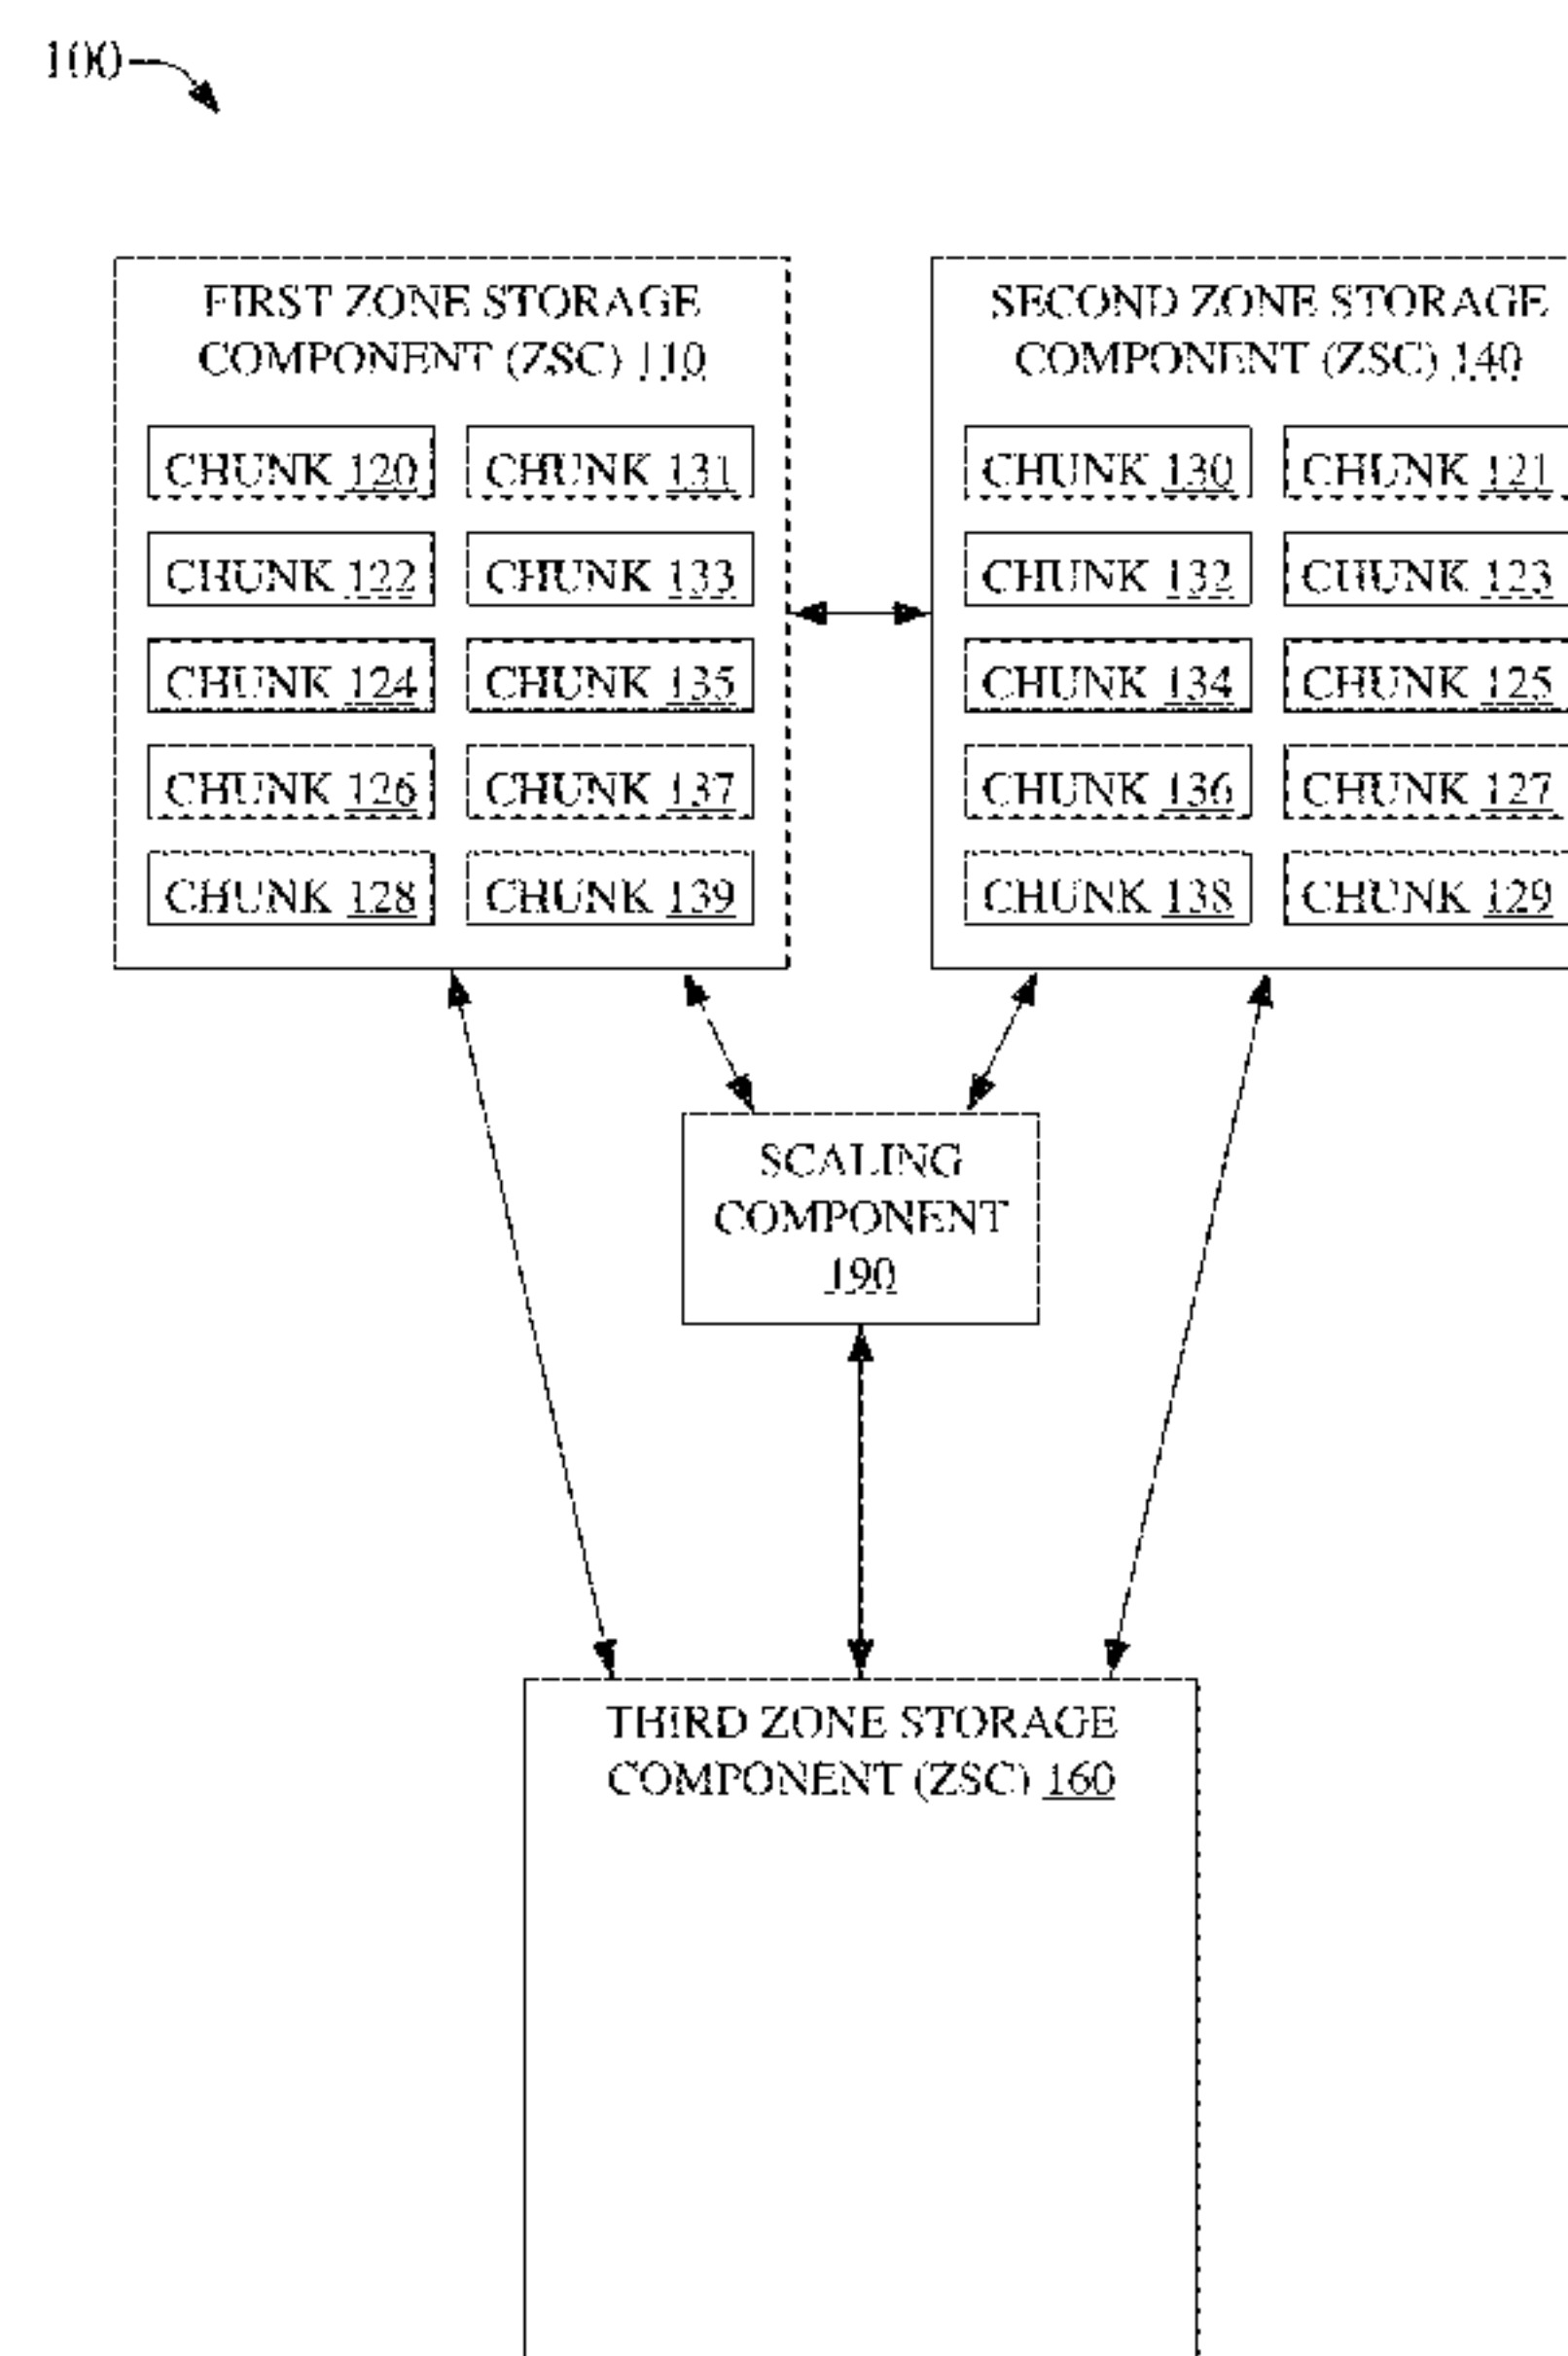 100
FIRST ZONE STORAGE
COMPONENT (ZSC) 110
CHUNK 120 CHUNK 131
CHUNK 122 CHUNK 133
CHUNK 124 CHUNK 135
CHUNK 126 CHUNK 137
CHUNK 128 CHUNK 139
SECOND ZONE STORAGE
COMPONENT (ZSC) 140
CHUNK 130 CHUNK 121
CHUNK 132 CHUNK 123
CHUNK 134 CHUNK 125
CHUNK 136 CHUNK 127
CHUNK 138 CHUNK 129
SCALING
COMPONENT
190
THIRD ZONE STORAGE
COMPONENT (ZSC) 160